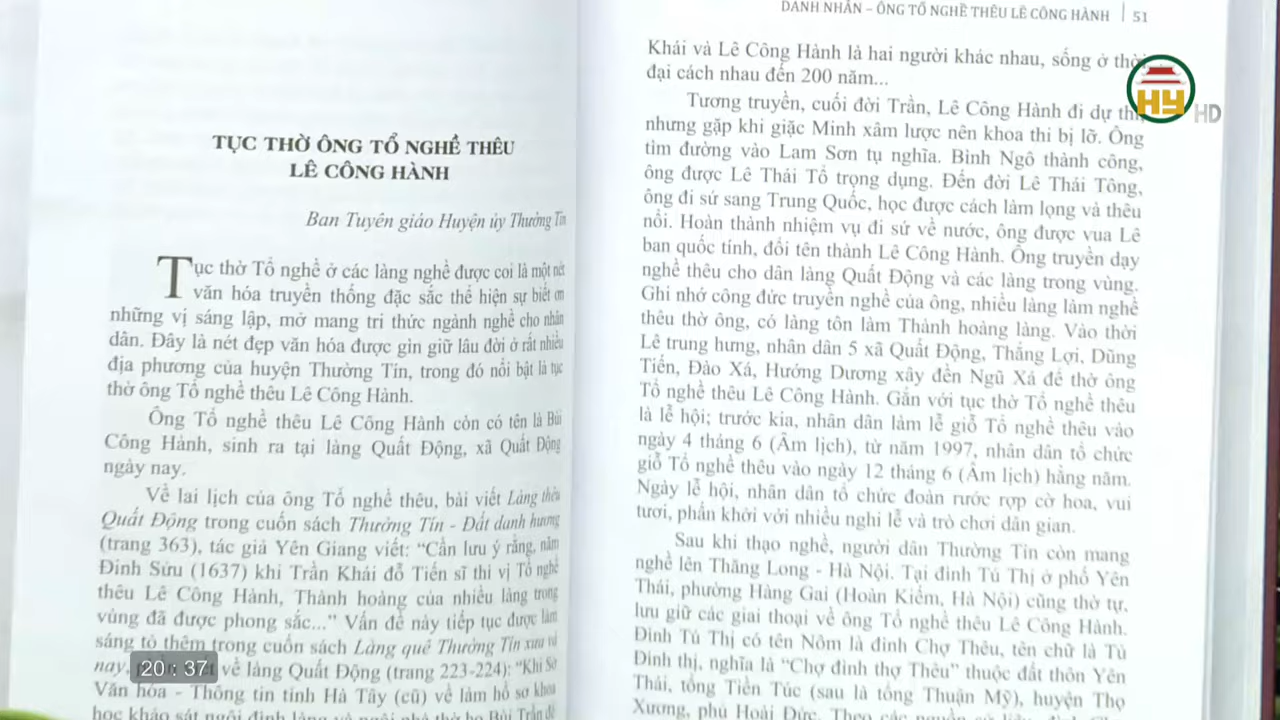 TỤC THỜ ÔNG TỔ NGHỀ THÊU
LÊ CÔNG HÀNH
Ban Tuyên giáo Huyện ủy Thường Tín
Tục thờ Tổ nghề ở các làng nghề được coi là một nét
văn hóa truyền thống đặc sắc thể hiện sự biết ơn
những vị sáng lập, mở mang tri thức ngành nghề cho nhân
dân. Đây là nét đẹp văn hóa được gìn giữ lâu đời ở rất nhiều
địa phương của huyện Thường Tín, trong đó nổi bật là tục
thờ ông Tổ nghề thêu Lê Công Hành.
Ông Tổ nghề thêu Lê Công Hành còn có tên là Bùi
Công Hành, sinh ra tại làng Quất Động, xã Quất Động
ngày nay.
Về lai lịch của ông Tổ nghề thêu, bài viết Làng thêu
Quất Động trong cuốn sách Thường Tín - Đất danh hương
(trang 363), tác giả Yên Giang viết: “Cần lưu ý rằng, năm
Đinh Sửu (1637) khi Trần Khái đỗ Tiến sĩ thì vị Tổ nghề
thêu Lê Công Hành, Thành hoàng của nhiều làng trong
vùng đã được phong sắc...” Vấn đề này tiếp tục được làm
sáng tỏ thêm trong cuốn sách Làng quê Thường Tín xưa và
nay, về làng Quất Động (trang 223-224): “Khi Sở
20 : 37
Văn hóa - Thông tin tỉnh Hà Tây (cũ) về làm hồ sơ khoa
học khảo sát ngôi đình làng và ngôi nhà thờ họ Bùi Trần để
DANH NHÂN – ÔNG TỔ NGHỀ THÊU LÊ CÔNG HÀNH | 51
Khái và Lê Công Hành là hai người khác nhau, sống ở thời
đại cách nhau đến 200 năm...
Tương truyền, cuối đời Trần, Lê Công Hành đi dự thi
nhưng gặp khi giặc Minh xâm lược nên khoa thi bị lỡ. Ông
tìm đường vào Lam Sơn tụ nghĩa. Bình Ngô thành công,
ông được Lê Thái Tổ trọng dụng. Đến đời Lê Thái Tông,
ông đi sứ sang Trung Quốc, học được cách làm lọng và thêu
nổi. Hoàn thành nhiệm vụ đi sứ về nước, ông được vua Lê
ban quốc tính, đổi tên thành Lê Công Hành. Ông truyền dạy
nghề thêu cho dân làng Quất Động và các làng trong vùng.
Ghi nhớ công đức truyền nghề của ông, nhiều làng làm nghề
thêu thờ ông, có làng tôn làm Thành hoàng làng. Vào thời
Lê trung hưng, nhân dân 5 xã Quất Động, Thắng Lợi, Dũng
Tiến, Đào Xá, Hướng Dương xây đền Ngũ Xá để thờ ông
Tổ nghề thêu Lê Công Hành. Gắn với tục thờ Tổ nghề thêu
là lễ hội; trước kia, nhân dân làm lễ giỗ Tổ nghề thêu vào
ngày 4 tháng 6 (Âm lịch), từ năm 1997, nhân dân tổ chức
giỗ Tổ nghề thêu vào ngày 12 tháng 6 (Âm lịch) hằng năm.
Ngày lễ hội, nhân dân tổ chức đoàn rước rợp cờ hoa, vui
tươi, phấn khởi với nhiều nghi lễ và trò chơi dân gian.
Sau khi thạo nghề, người dân Thường Tín còn mang
nghề lên Thăng Long - Hà Nội. Tại đình Tú Thị ở phố Yên
Thái, phường Hàng Gai (Hoàn Kiếm, Hà Nội) cũng thờ tự,
lưu giữ các giai thoại về ông Tổ nghề thêu Lê Công Hành.
Đình Tú Thị có tên Nôm là đình Chợ Thêu, tên chữ là Tú
Đình thị, nghĩa là “Chợ đình thợ Thêu” thuộc đất thôn Yên
Thái, tổng Tiền Túc (sau là tổng Thuận Mỹ), huyện Thọ
Xương, phủ Hoài Đức. Theo các
HY HD